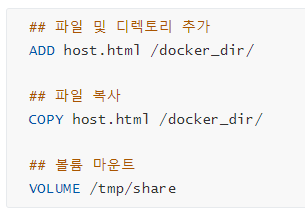 ## 파일 및 디렉토리 추가
ADD host.html /docker_dir/
## 파일 복사
COPY host.html /docker_dir/
## 볼륨 마운트
VOLUME /tmp/share